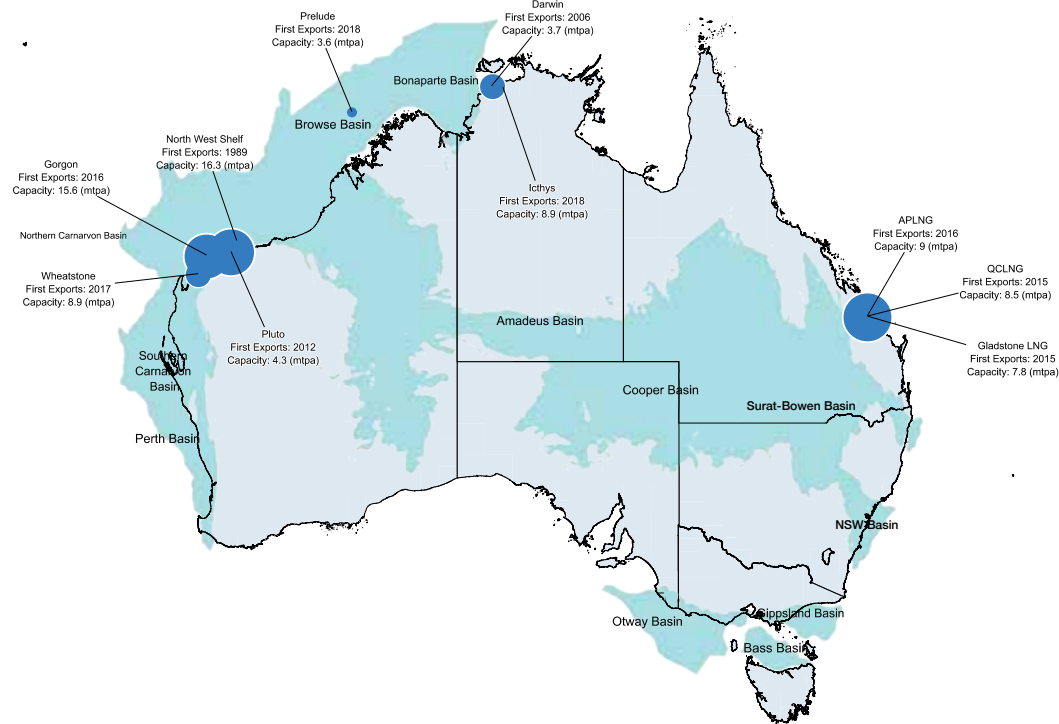 Prelude
First Exports: 2018
Capacity: 3.6 (mtpa)
Darwin
First Exports: 2006
Capacity: 3.7 (mtpa)
Bonaparte Basin
Browse Basin
North West Shelf
First Exports: 1989
Capacity: 16.3 (mtpa)
Gorgon
First Exports: 2016
Capacity: 15.6 (mtpa)
Icthys
First Exports: 2018
Capacity: 8.9 (mtpa)
Northern Carnarvon Basin
APLNG
First Exports: 2016
Capacity: 9 (mtpa)
Wheatstone
First Exports: 2017
Capacity: 8.9 (mtpa)
QCLNG
First Exports: 2015
Capacity: 8.5 (mtpa)
Pluto
First Exports: 2012
Capacity: 4.3 (mtpa)
Amadeus Basin
Gladstone LNG
First Exports: 2015
Capacity: 7.8 (mtpa)
Southern
Carnarvon
Basin
Cooper Basin
Surat-Bowen Basin
Perth Basin
NSW Basin
Otway Basin
Gippsland Basin
Bass Basin